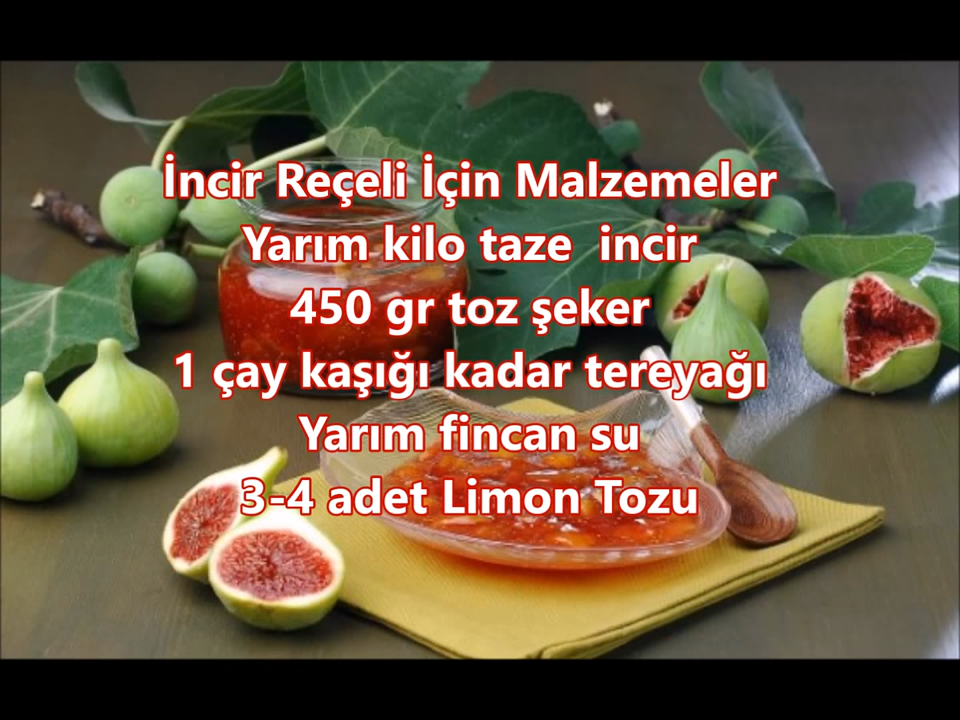 İncir Reçeli İçin Malzemeler
Yarım kilo taze  incir
450 gr toz şeker
1 çay kaşığı kadar tereyağı
Yarım fincan su
3-4 adet Limon Tozu